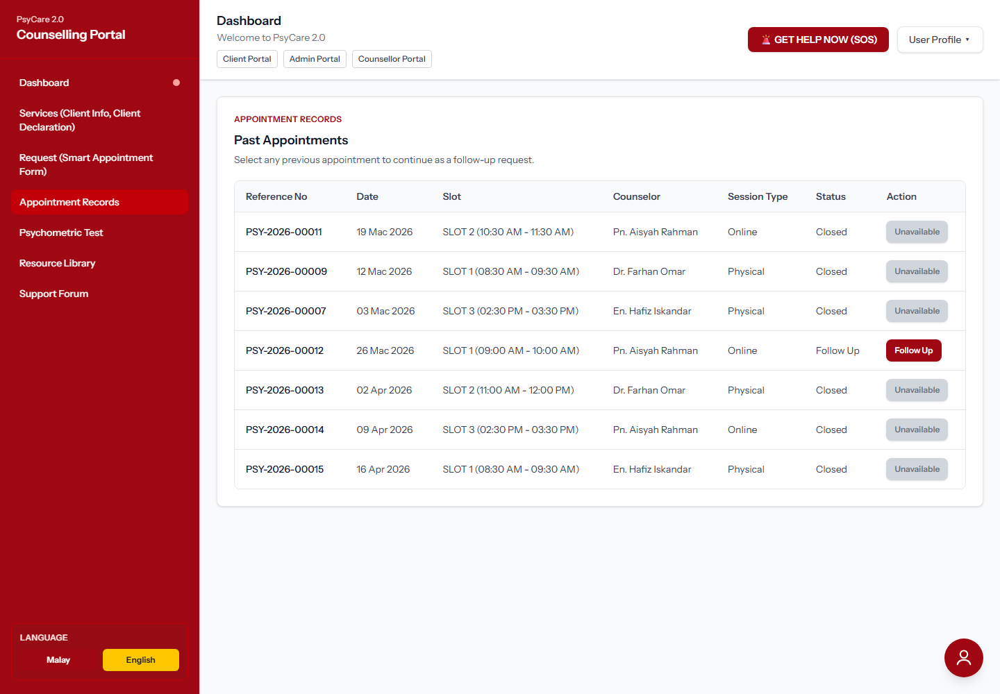 PsyCare 2.0
Counselling Portal
Dashboard
Services (Client Info, Client
Declaration)
Request (Smart Appointment
Form)
Appointment Records
Psychometric Test
Resource Library
Support Forum
LANGUAGE
Malay English
Dashboard
Welcome to PsyCare 2.0
Client Portal Admin Portal Counsellor Portal
GET HELP NOW (SOS) User Profile
APPOINTMENT RECORDS
Past Appointments
Select any previous appointment to continue as a follow-up request.
Reference No Date Slot Counselor Session Type Status Action
PSY-2026-00011 19 Mac 2026 SLOT 2 (10:30 AM - 11:30 AM) Pn. Aisyah Rahman Online Closed Unavailable
PSY-2026-00009 12 Mac 2026 SLOT 1 (08:30 AM - 09:30 AM) Dr. Farhan Omar Physical Closed Unavailable
PSY-2026-00007 03 Mac 2026 SLOT 3 (02:30 PM - 03:30 PM) En. Hafiz Iskandar Physical Closed Unavailable
PSY-2026-00012 26 Mac 2026 SLOT 1 (09:00 AM - 10:00 AM) Pn. Aisyah Rahman Online Follow Up Follow Up
PSY-2026-00013 02 Apr 2026 SLOT 2 (11:00 AM - 12:00 PM) Dr. Farhan Omar Physical Closed Unavailable
PSY-2026-00014 09 Apr 2026 SLOT 3 (02:30 PM - 03:30 PM) Pn. Aisyah Rahman Online Closed Unavailable
PSY-2026-00015 16 Apr 2026 SLOT 1 (08:30 AM - 09:30 AM) En. Hafiz Iskandar Physical Closed Unavailable